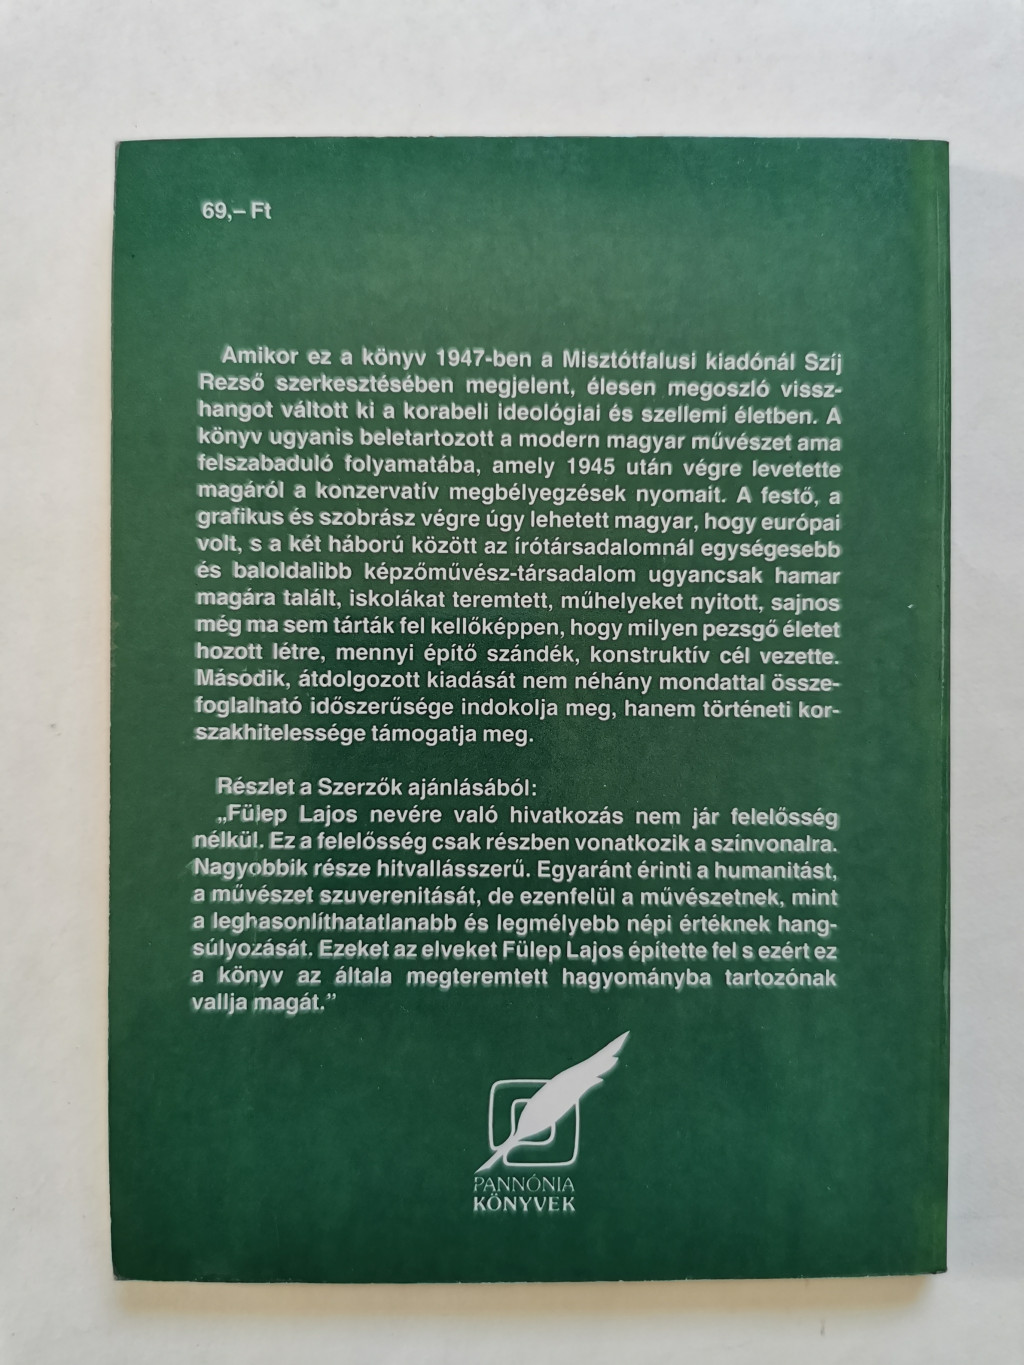 69,– Ft
Amikor ez a könyv 1947-ben a Misztótfalusi kiadónál Szíj
Rezső szerkesztésében megjelent, élesen megoszló vissz-
hangot váltott ki a korabeli ideológiai és szellemi életben. A
könyv ugyanis beletartozott a modern magyar művészet ama
felszabaduló folyamatába, amely 1945 után végre levetette
magáról a konzervatív megbélyegzések nyomait. A festő, a
grafikus és szobrász végre úgy lehetett magyar, hogy európai
volt, s a két háború között az írótársadalomnál egységesebb
és baloldalibb képzőművész-társadalom ugyancsak hamar
magára talált, iskolákat teremtett, műhelyeket nyitott, sajnos
még ma sem tárták fel kellőképpen, hogy milyen pezsgő életet
hozott létre, mennyi építő szándék, konstruktív cél vezette.
Második, átdolgozott kiadását nem néhány mondattal össze-
foglalható időszerűsége indokolja meg, hanem történeti kor-
szakhitelessége támogatja meg.
Részlet a Szerzők ajánlásából:
„Fülep Lajos nevére való hivatkozás nem jár felelősség
nélkül. Ez a felelősség csak részben vonatkozik a színvonalra.
Nagyobbik része hitvallásszerű. Egyaránt érinti a humanitást,
a művészet szuverenitását, de ezenfelül a művészetnek, mint
a leghasonlíthatatlanabb és legmélyebb népi értéknek hang-
súlyozását. Ezeket az elveket Fülep Lajos építette fel s ezért ez
a könyv az általa megteremtett hagyományba tartozónak
vallja magát.”
PANNÓNIA
KÖNYVEK